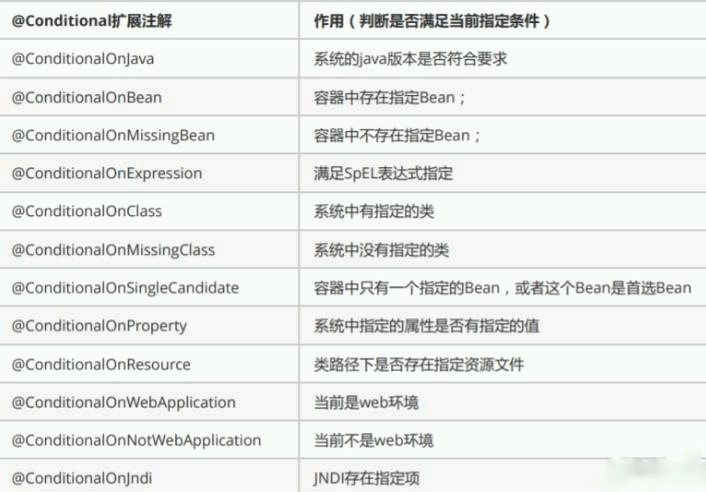 @Conditional扩展注解 作用（判断是否满足当前指定条件）
@ConditionalOnJava 系统的java版本是否符合要求
@ConditionalOnBean 容器中存在指定Bean；
@ConditionalOnMissingBean 容器中不存在指定Bean；
@ConditionalOnExpression 满足SpEL表达式指定
@ConditionalOnClass 系统中有指定的类
@ConditionalOnMissingClass 系统中没有指定的类
@ConditionalOnSingleCandidate 容器中只有一个指定的Bean，或者这个Bean是首选Bean
@ConditionalOnProperty 系统中指定的属性是否有指定的值
@ConditionalOnResource 类路径下是否存在指定资源文件
@ConditionalOnWebApplication 当前是web环境
@ConditionalOnNotWebApplication 当前不是web环境
@ConditionalOnJndi JNDI存在指定项